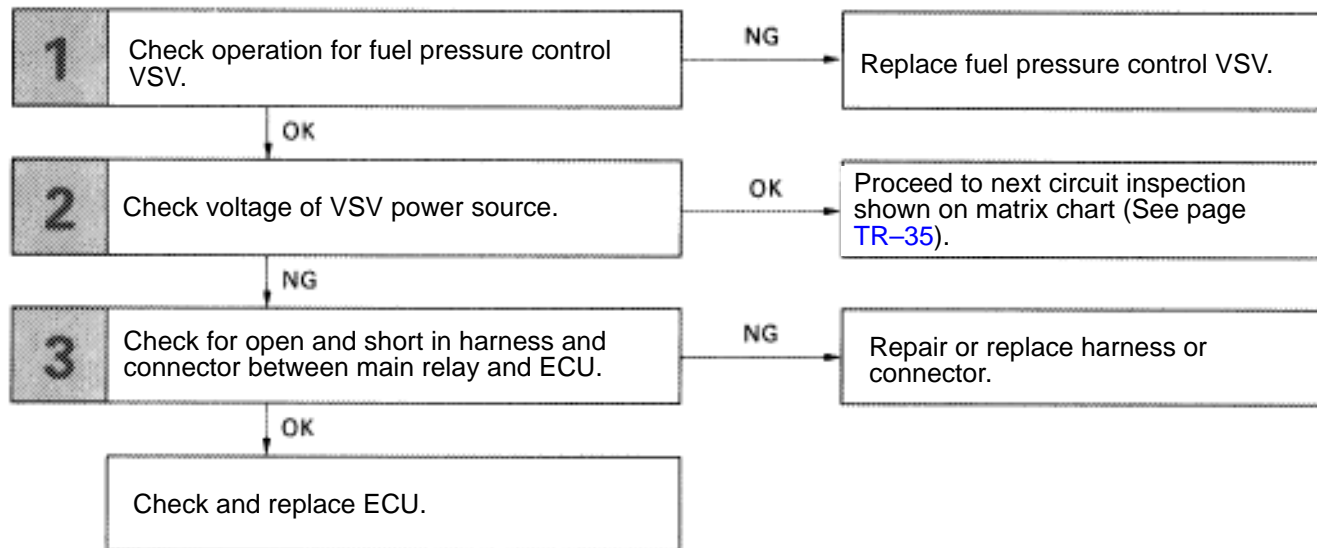 1
Check operation for fuel pressure control
VSV.
NG
Replace fuel pressure control VSV.
OK
2
Check voltage of VSV power source.
OK
Proceed to next circuit inspection
shown on matrix chart (See page
TR–35).
NG
3
Check for open and short in harness and
connector between main relay and ECU.
NG
Repair or replace harness or
connector.
OK
Check and replace ECU.